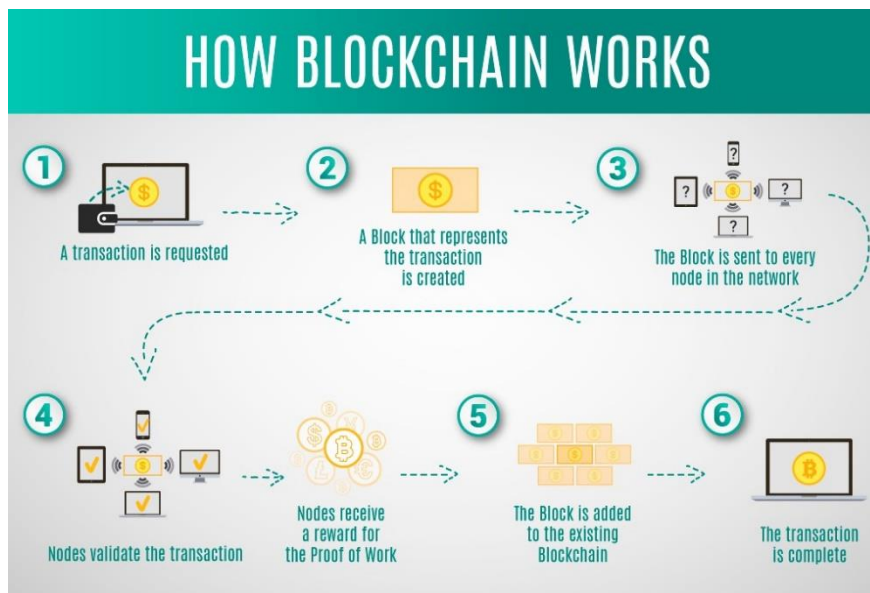 HOW BLOCKCHAIN WORKS
1
A transaction is requested
2
A Block that represents
the transaction
is created
3
The Block is sent to every
node in the network
4
Nodes validate the transaction
Nodes receive
a reward for
the Proof of Work
5
The Block is added
to the existing
Blockchain
6
The transaction
is complete